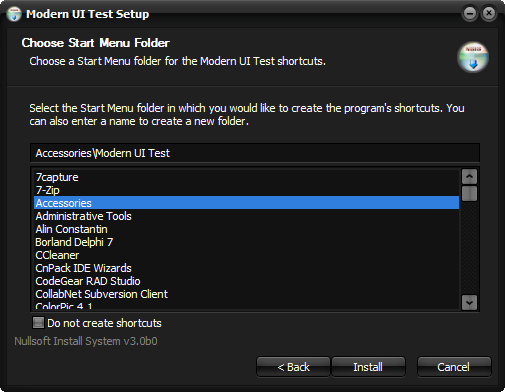 Modern UI Test Setup
Choose Start Menu Folder
Choose a Start Menu folder for the Modern UI Test shortcuts.
Select the Start Menu folder in which you would like to create the program's shortcuts. You
can also enter a name to create a new folder.
Accessories\Modern UI Test
7capture
7-Zip
Accessories
Administrative Tools
Alin Constantin
Borland Delphi 7
CCleaner
CnPack IDE Wizards
CodeGear RAD Studio
CollabNet Subversion Client
ColorPic 4.1
Do not create shortcuts
Nullsoft Install System v3.0b0
< Back
Install
Cancel